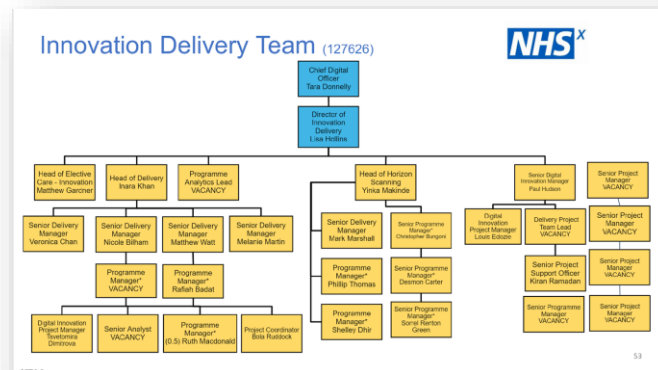 Innovation Delivery Team (127626)
NHS X
Chief Digital
Officer
Tara Donnelly
Director of
Innovation
Delivery
Lisa Hollins
Head of Elective
Care - Innovation
Matthew Gardner
Head of Delivery
Inara Khan
Programme
Analytics Lead
VACANCY
Head of Horizon
Scanning
Yinka Makinde
Senior Digital
Innovation Manager
Paul Hudson
Senior Project
Manager
VACANCY
Senior Delivery
Manager
Veronica Chan
Senior Delivery
Manager
Nicole Bilham
Senior Delivery
Manager
Matthew Watt
Senior Delivery
Manager
Melanie Martin
Senior Delivery
Manager
Mark Marshall
Senior Programme
Manager*
Christopher Bungoni
Digital
Innovation
Project Manager
Louis Edozie
Delivery Project
Team Lead
VACANCY
Senior Project
Manager
VACANCY
Programme
Manager*
VACANCY
Programme
Manager*
Rafiah Badat
Programme
Manager*
Phillip Thomas
Senior Programme
Manager*
Desmon Carter
Senior Project
Support Officer
Kiran Ramadan
Senior Project
Manager
VACANCY
Digital Innovation
Project Manager
Tsvetomira
Dimitrova
Senior Analyst
VACANCY
Programme
Manager*
(0.5) Ruth Macdonald
Project Coordinator
Bola Ruddock
Programme
Manager*
Shelley Dhir
Senior Programme
Manager*
Sorrel Renton
Green
Senior Programme
Manager
VACANCY
Senior Project
Manager
VACANCY
53